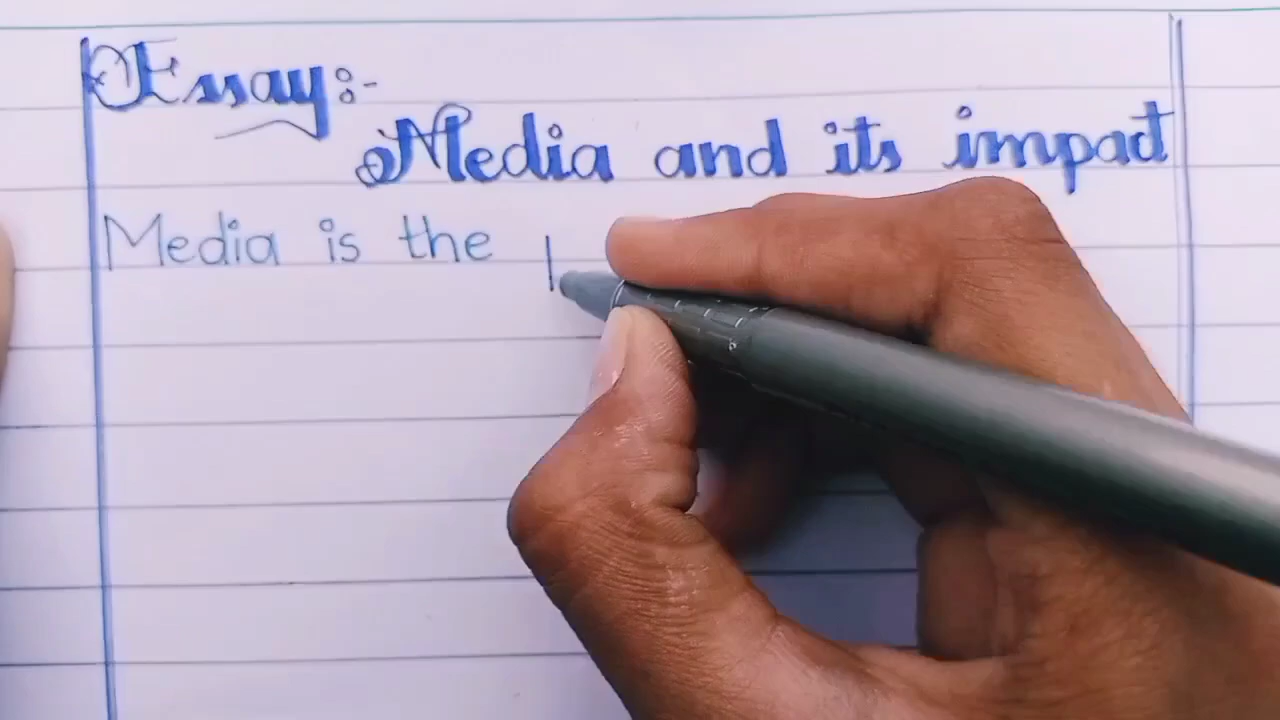 Essay:-
Media and its impact
Media is the